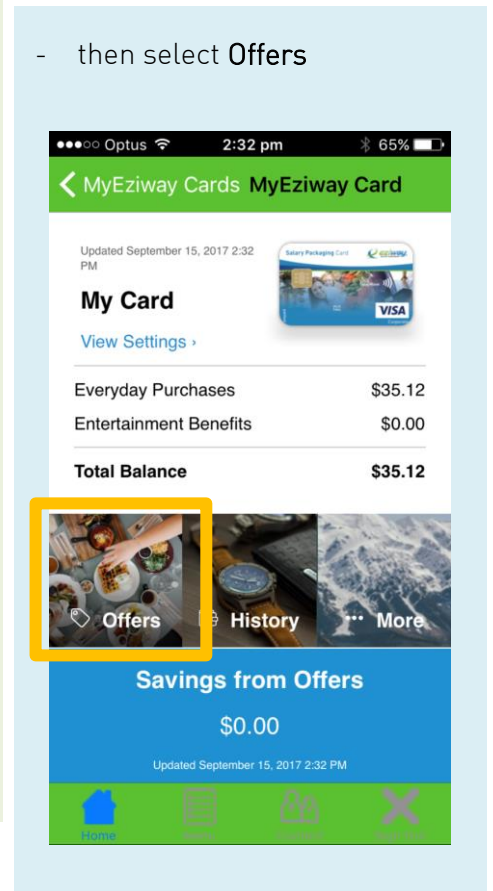 - then select Offers
Optus 2:32 pm 65%
MyEziway Cards MyEziway Card
Updated September 15, 2017 2:32
PM
Salary Packaging Card eziway
VISA
My Card
View Settings ›
Everyday Purchases $35.12
Entertainment Benefits $0.00
Total Balance $35.12
Offers History ••• More
Savings from Offers
$0.00
Updated September 15, 2017 2:32 PM
Home